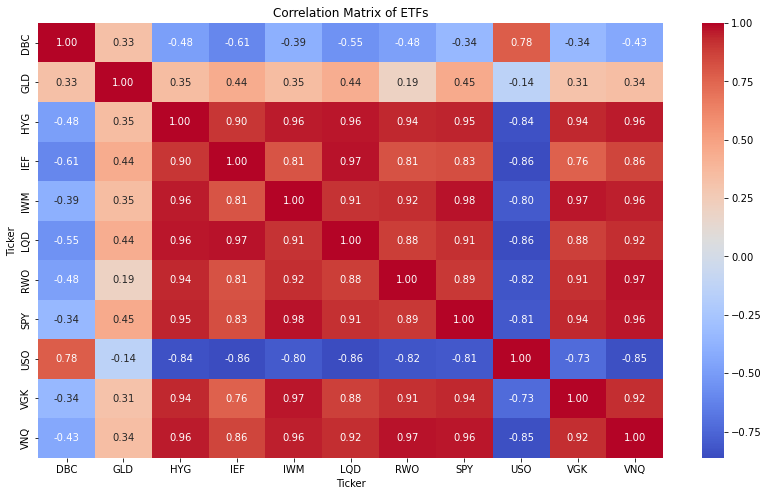 Correlation Matrix of ETFs
DBC 1.00 0.33 -0.48 -0.61 -0.39 -0.55 -0.48 -0.34 0.78 -0.34 -0.43
GLD 0.33 1.00 0.35 0.44 0.35 0.44 0.19 0.45 -0.14 0.31 0.34
HYG -0.48 0.35 1.00 0.90 0.96 0.96 0.94 0.95 -0.84 0.94 0.96
IEF -0.61 0.44 0.90 1.00 0.81 0.97 0.81 0.83 -0.86 0.76 0.86
IWM -0.39 0.35 0.96 0.81 1.00 0.91 0.92 0.98 -0.80 0.97 0.96
LQD -0.55 0.44 0.96 0.97 0.91 1.00 0.88 0.91 -0.86 0.88 0.92
RWO -0.48 0.19 0.94 0.81 0.92 0.88 1.00 0.89 -0.82 0.91 0.97
SPY -0.34 0.45 0.95 0.83 0.98 0.91 0.89 1.00 -0.81 0.94 0.96
USO 0.78 -0.14 -0.84 -0.86 -0.80 -0.86 -0.82 -0.81 1.00 -0.73 -0.85
VGK -0.34 0.31 0.94 0.76 0.97 0.88 0.91 0.94 -0.73 1.00 0.92
VNQ -0.43 0.34 0.96 0.86 0.96 0.92 0.97 0.96 -0.85 0.92 1.00
DBC GLD HYG IEF IWM LQD RWO SPY USO VGK VNQ
Ticker
Ticker
1.00
0.75
0.50
0.25
0.00
−0.25
−0.50
−0.75